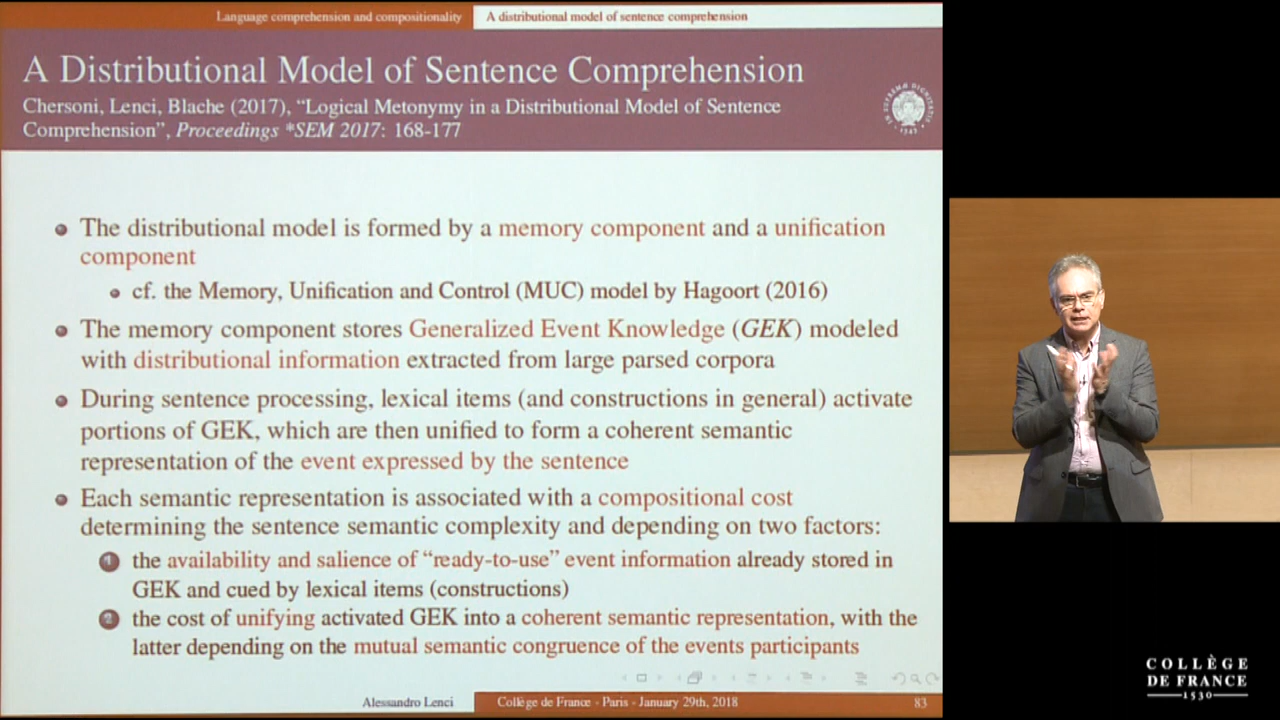 Language comprehension and compositionality
A distributional model of sentence comprehension
A Distributional Model of Sentence Comprehension
Chersoni, Lenci, Blache (2017), “Logical Metonymy in a Distributional Model of Sentence
Comprehension”, Proceedings *SEM 2017: 168-177
The distributional model is formed by a memory component and a unification
component
cf. the Memory, Unification and Control (MUC) model by Hagoort (2016)
The memory component stores Generalized Event Knowledge (GEK) modeled
with distributional information extracted from large parsed corpora
During sentence processing, lexical items (and constructions in general) activate
portions of GEK, which are then unified to form a coherent semantic
representation of the event expressed by the sentence
Each semantic representation is associated with a compositional cost
determining the sentence semantic complexity and depending on two factors:
1 the availability and salience of “ready-to-use” event information already stored in
GEK and cued by lexical items (constructions)
2 the cost of unifying activated GEK into a coherent semantic representation, with the
latter depending on the mutual semantic congruence of the events participants
Alessandro Lenci
Collège de France - Paris - January 29th, 2018
83
COLLÈGE
DE FRANCE
1530